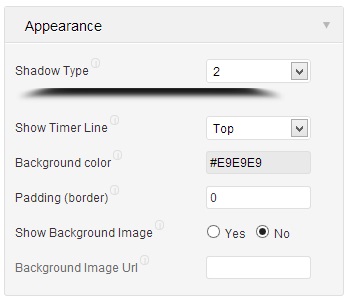 Appearance
Shadow Type 2
Show Timer Line Top
Background color #E9E9E9
Padding (border) 0
Show Background Image Yes No
Background Image Url